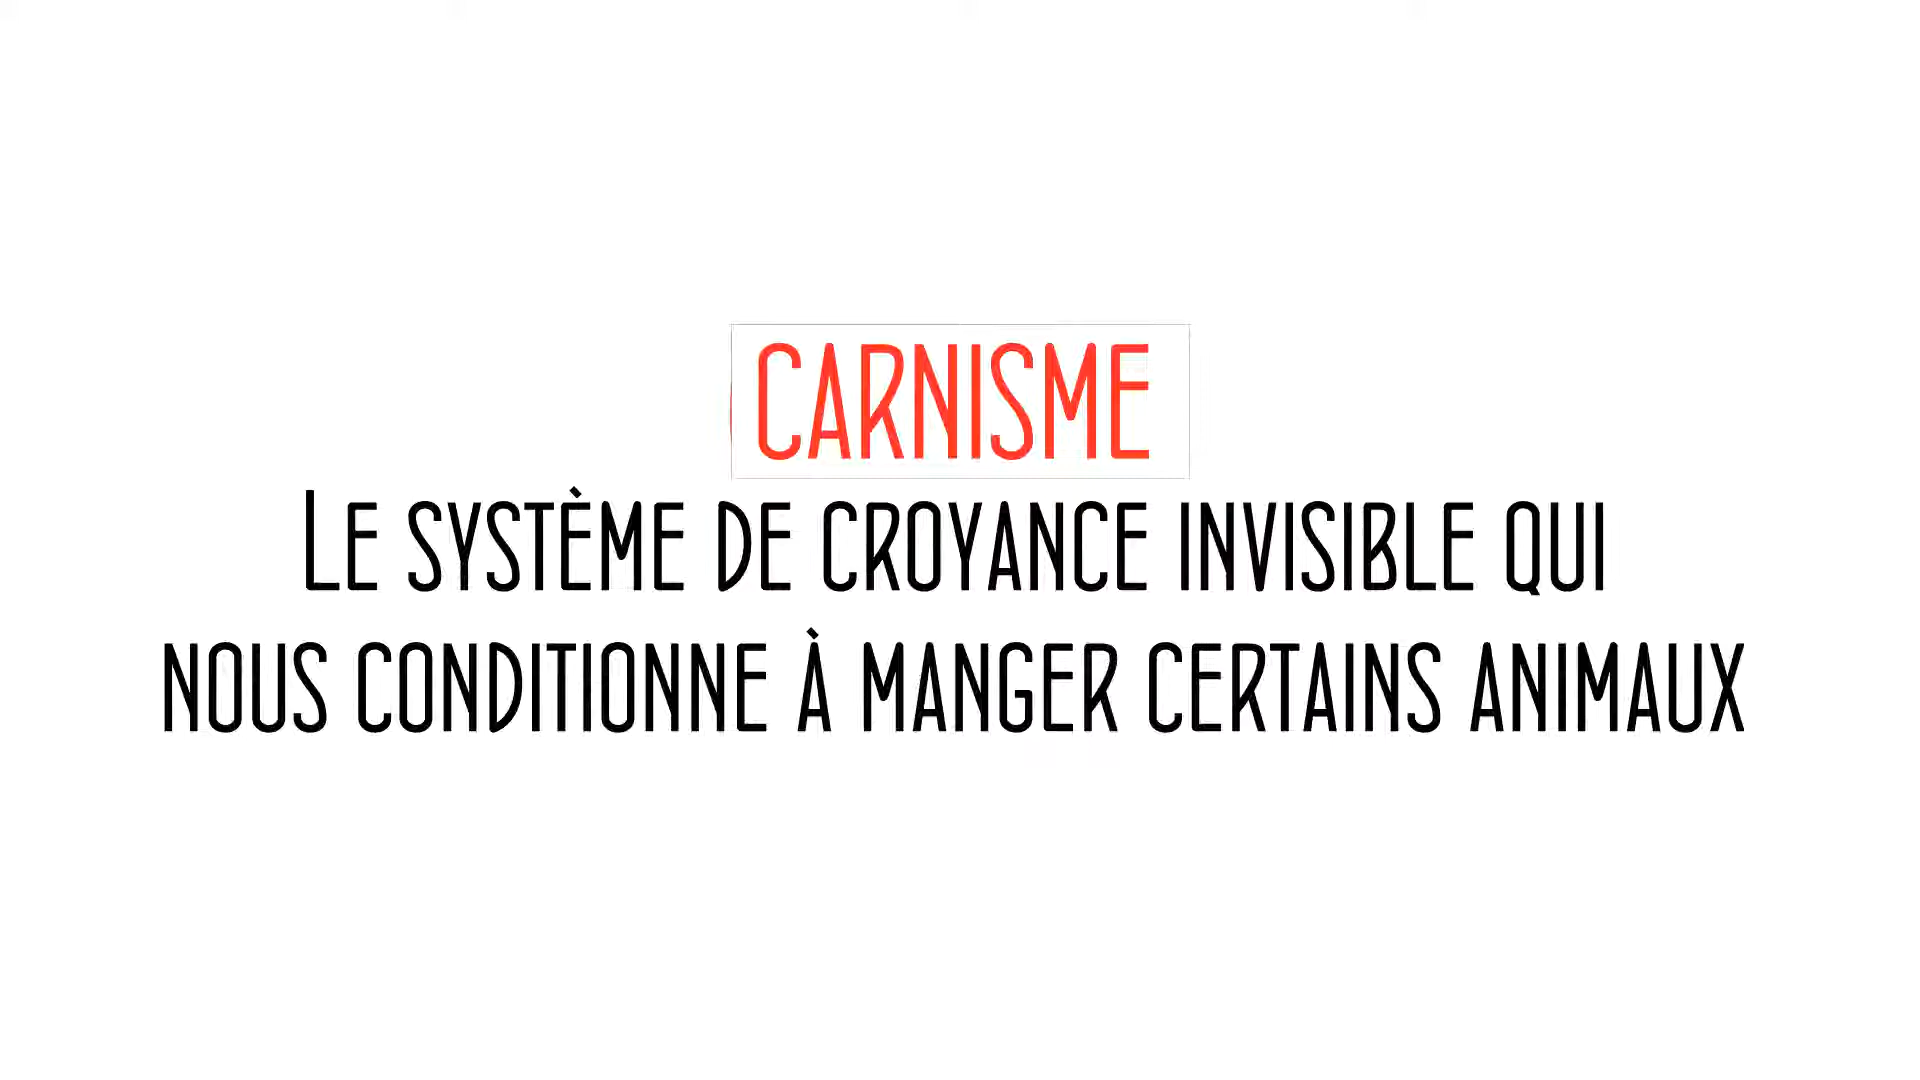 CARNISME
LE SYSTÈME DE CROYANCE INVISIBLE QUI
NOUS CONDITIONNE À MANGER CERTAINS ANIMAUX